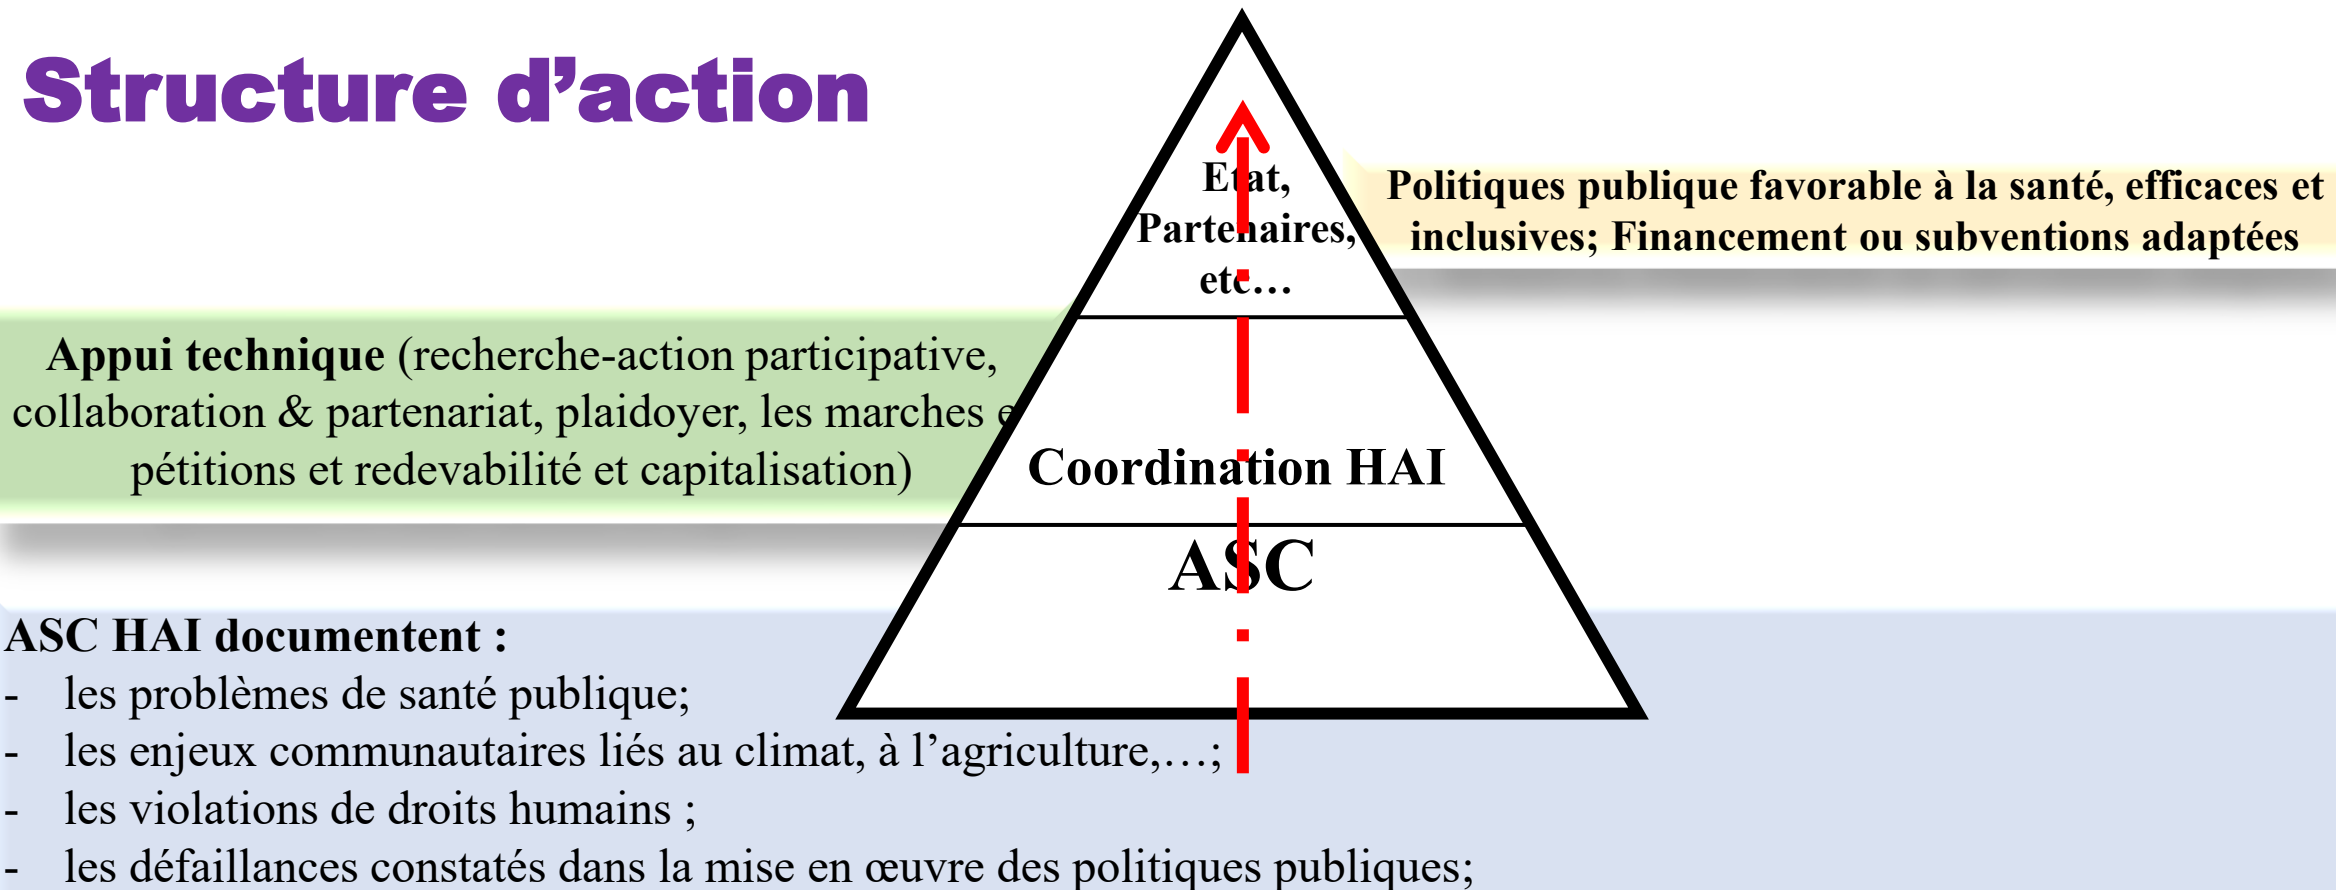 Structure d’action
Etat,
Partenaires,
etc…
Politiques publique favorable à la santé, efficaces et
inclusives; Financement ou subventions adaptées
Appui technique (recherche-action participative,
collaboration & partenariat, plaidoyer, les marches
pétitions et redevabilité et capitalisation)
Coordination HAI
ASC
ASC HAI documentent :
- les problèmes de santé publique;
- les enjeux communautaires liés au climat, à l’agriculture,…;
- les violations de droits humains ;
- les défaillances constatés dans la mise en œuvre des politiques publiques;